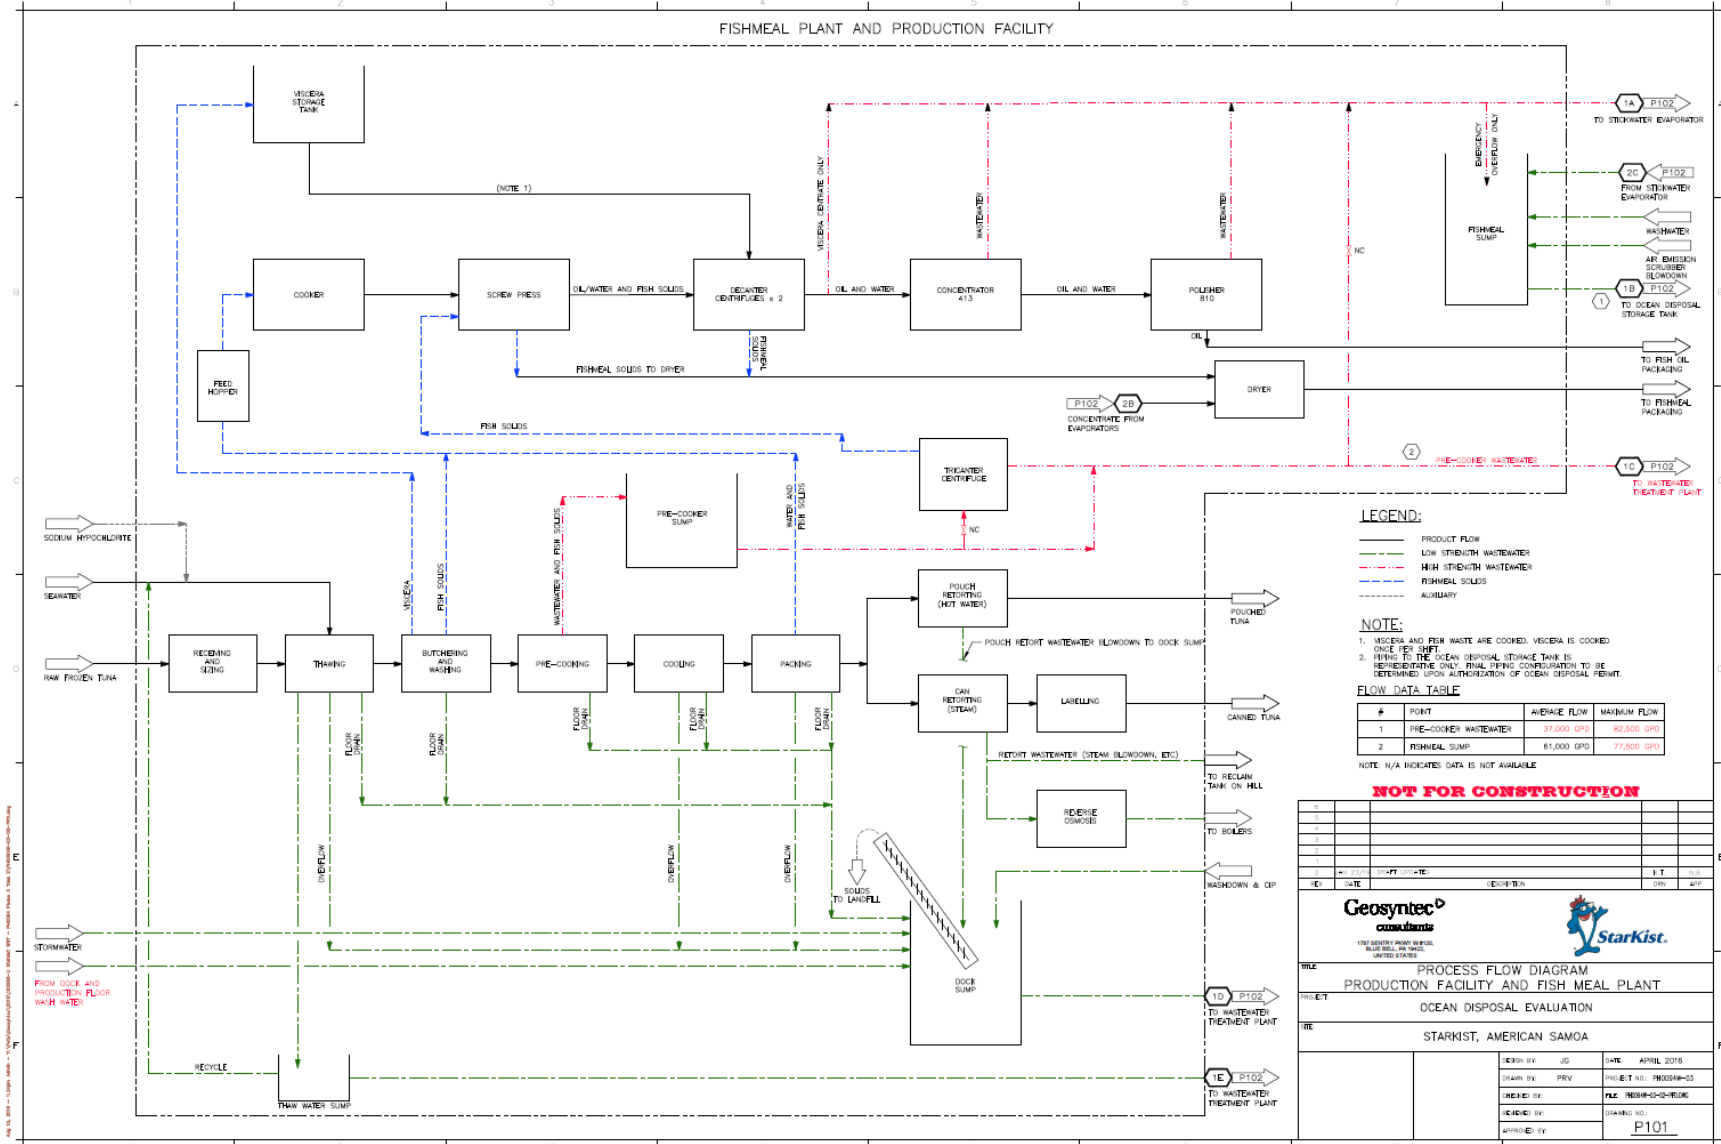 FISHMEAL PLANT AND PRODUCTION FACILITY
VISCERA
STORAGE
TANK
(NOTE 1)
VISCERA CENTRATE ONLY
WASTEWATER
WASTEWATER
EMERGENCY
OVERFLOW ONLY
1A
P102
TO STICKWATER EVAPORATOR
2C
P102
FROM STICKWATER
EVAPORATOR
WASHWATER
AIR EMISSION
SCRUBBER
BLOWDOWN
FISHMEAL
SUMP
NC
1
1B
P102
TO OCEAN DISPOSAL
STORAGE TANK
COOKER
SCREW PRESS
OIL/WATER AND FISH SOLIDS
DECANTER
CENTRIFUGES x 2
OIL AND WATER
CONCENTRATOR
413
OIL AND WATER
POLISHER
810
OIL
TO FISH OIL
PACKAGING
FISHMEAL
SOLIDS
FISHMEAL SOLIDS TO DRYER
DRYER
TO FISHMEAL
PACKAGING
FEED
HOPPER
P102
2B
CONCENTRATE FROM
EVAPORATORS
FISH SOLIDS
TRICANTER
CENTRIFUGE
2
PRE-COOKER WASTEWATER
1C
P102
TO WASTEWATER
TREATMENT PLANT
WATER AND
FISH SOLIDS
PRE-COOKER
SUMP
NC
WASTEWATER AND FISH SOLIDS
SODIUM HYPOCHLORITE
SEAWATER
VISCERA
FISH SOLIDS
RAW FROZEN TUNA
RECEIVING
AND
SIZING
THAWING
BUTCHERING
AND
WASHING
PRE-COOKING
COOLING
PACKING
POUCH
RETORTING
(HOT WATER)
POUCHED
TUNA
POUCH RETORT WASTEWATER BLOWDOWN TO DOCK SUMP
CAN
RETORTING
(STEAM)
LABELLING
CANNED TUNA
FLOOR
DRAIN
FLOOR
DRAIN
FLOOR
DRAIN
FLOOR
DRAIN
FLOOR
DRAIN
RETORT WASTEWATER (STEAM BLOWDOWN, ETC)
TO RECLAIM
TANK ON HILL
REVERSE
OSMOSIS
TO BOILERS
OVERFLOW
OVERFLOW
OVERFLOW
SOLIDS
TO LANDFILL
WASHDOWN & CIP
STORMWATER
FROM DOCK AND
PRODUCTION FLOOR
WASH WATER
DOCK
SUMP
1D
P102
TO WASTEWATER
TREATMENT PLANT
RECYCLE
THAW WATER SUMP
1E
P102
TO WASTEWATER
TREATMENT PLANT
LEGEND:
PRODUCT FLOW
LOW STRENGTH WASTEWATER
HIGH STRENGTH WASTEWATER
FISHMEAL SOLIDS
AUXILIARY
NOTE:
1. VISCERA AND FISH WASTE ARE COOKED. VISCERA IS COOKED
ONCE PER SHIFT.
2. PIPING TO THE OCEAN DISPOSAL STORAGE TANK IS
REPRESENTATIVE ONLY. FINAL PIPING CONFIGURATION TO BE
DETERMINED UPON AUTHORIZATION OF OCEAN DISPOSAL PERMIT.
FLOW DATA TABLE
# POINT AVERAGE FLOW MAXIMUM FLOW
1 PRE-COOKER WASTEWATER 37,000 GPD 82,500 GPD
2 FISHMEAL SUMP 61,000 GPD 77,500 GPD
NOTE: N/A INDICATES DATA IS NOT AVAILABLE
NOT FOR CONSTRUCTION
REV DATE DESCRIPTION DRN APP
Geosyntec
consultants
BLUE BELL, PA 19422,
UNITED STATES
StarKist.
TITLE:
PROCESS FLOW DIAGRAM
PRODUCTION FACILITY AND FISH MEAL PLANT
PROJECT:
OCEAN DISPOSAL EVALUATION
SITE:
STARKIST, AMERICAN SAMOA
DESIGN BY: JG DATE: APRIL 2016
DRAWN BY: PRV PROJECT NO.:
CHECKED BY: FILE:
REVIEWED BY: DRAWING NO.:
APPROVED BY: P101